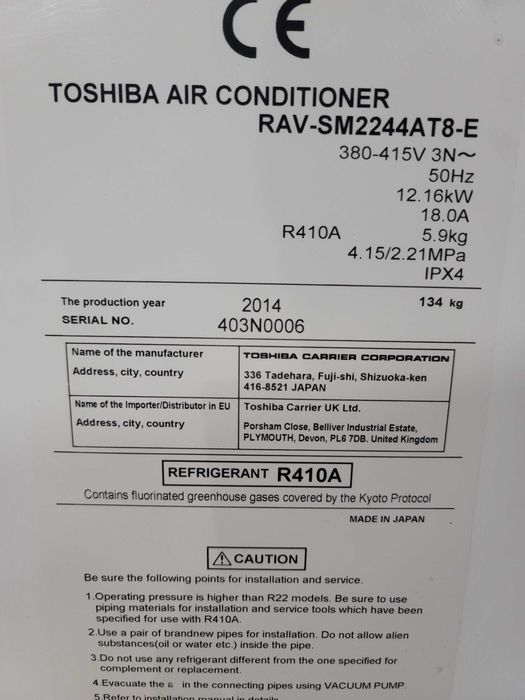 CE
TOSHIBA AIR CONDITIONER
RAV-SM2244AT8-E
380-415V 3N~
50Hz
12.16kW
18.0A
R410A 5.9kg
4.15/2.21MPa
IPX4
The production year 2014 134 kg
SERIAL NO. 403N0006
Name of the manufacturer TOSHIBA CARRIER CORPORATION
Address, city, country 336 Tadehara, Fuji-shi, Shizuoka-ken
416-8521 JAPAN
Name of the Importer/Distributor in EU Toshiba Carrier UK Ltd.
Address, city, country Porsham Close, Belliver Industrial Estate,
PLYMOUTH, Devon, PL6 7DB. United Kingdom
REFRIGERANT R410A
Contains fluorinated greenhouse gases covered by the Kyoto Protocol
MADE IN JAPAN
⚠ CAUTION
Be sure the following points for installation and service.
1.Operating pressure is higher than R22 models. Be sure to use
piping materials for installation and service tools which have been
specified for use with R410A.
2.Use a pair of brandnew pipes for installation. Do not allow alien
substances(oil or water etc.) inside the pipe.
3.Do not use any refrigerant different from the one specified for
complement or replacement.
4.Evacuate the a in the connecting pipes using VACUUM PUMP.
5.Refer to installation manual in details.